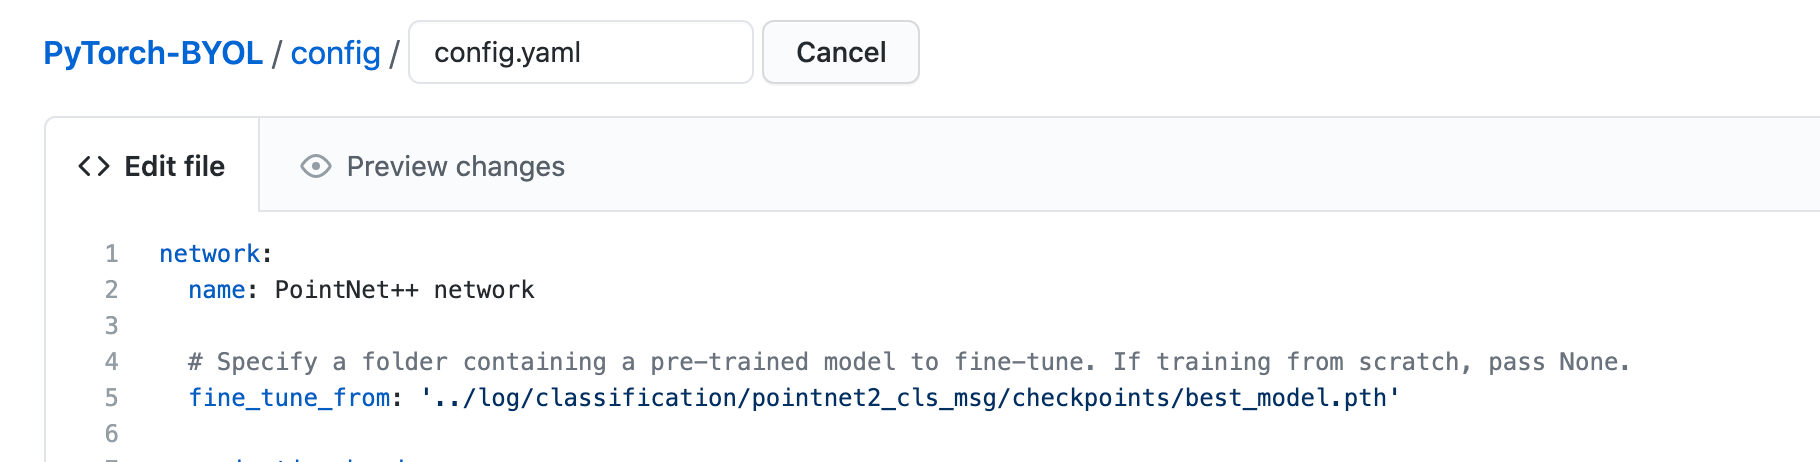 PyTorch-BYOL / config / config.yaml Cancel
Edit file Preview changes
1 network:
2 name: PointNet++ network
3
4 # Specify a folder containing a pre-trained model to fine-tune. If training from scratch, pass None.
5 fine_tune_from: '../log/classification/pointnet2_cls_msg/checkpoints/best_model.pth'
6